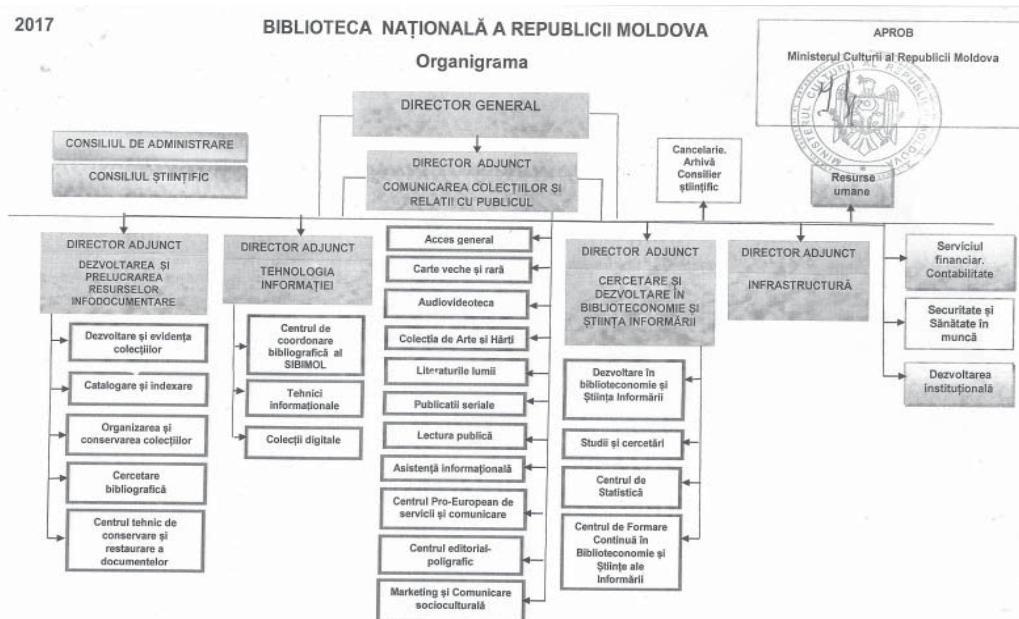 2017
BIBLIOTECA NAȚIONALĂ A REPUBLICII MOLDOVA
Organigrama
APROB
Ministerul Culturii al Republicii Moldova
DIRECTOR GENERAL
CONSILIUL DE ADMINISTRARE
CONSILIUL ȘTIINȚIFIC
DIRECTOR ADJUNCT
COMUNICAREA COLECȚIILOR ȘI
RELATII CU PUBLICUL
Cancelarie.
Arhivă
Consilier
științific
Resurse
umane
DIRECTOR ADJUNCT
DEZVOLTAREA ȘI
PRELUCRAREA
RESURSELOR
INFODOCUMENTARE
Dezvoltare și evidența
colecțiilor
Catalogare și indexare
Organizarea și
conservarea colecțiilor
Cercetare
bibliografică
Centrul tehnic de
conservare și
restaurare a
documentelor
DIRECTOR ADJUNCT
TEHNOLOGIA
INFORMAȚIEI
Centrul de
coordonare
bibliografică al
SIBIMOL
Tehnici
informaționale
Colecții digitale
Acces general
Carte veche și rară
Audiovideoteca
Colectia de Arte si Hărti
Literaturile lumii
Publicatii seriale
Lectura publică
Asistență informațională
Centrul Pro-European de
servicii și comunicare
Centrul editorial-
poligrafic
Marketing și Comunicare
socioculturală
DIRECTOR ADJUNCT
CERCETARE ȘI
DEZVOLTARE ÎN
BIBLIOTECONOMIE ȘI
ȘTIINȚA INFORMĂRII
Dezvoltare în
biblioteconomie și
Știința Informării
Studii și cercetări
Centrul de
Statistică
Centrul de Formare
Continuă în
Biblioteconomie și
Științe ale
Informării
DIRECTOR ADJUNCT
INFRASTRUCTURĂ
Serviciul
financiar.
Contabilitate
Securitate și
Sănătate în
muncă
Dezvoltarea
instituțională